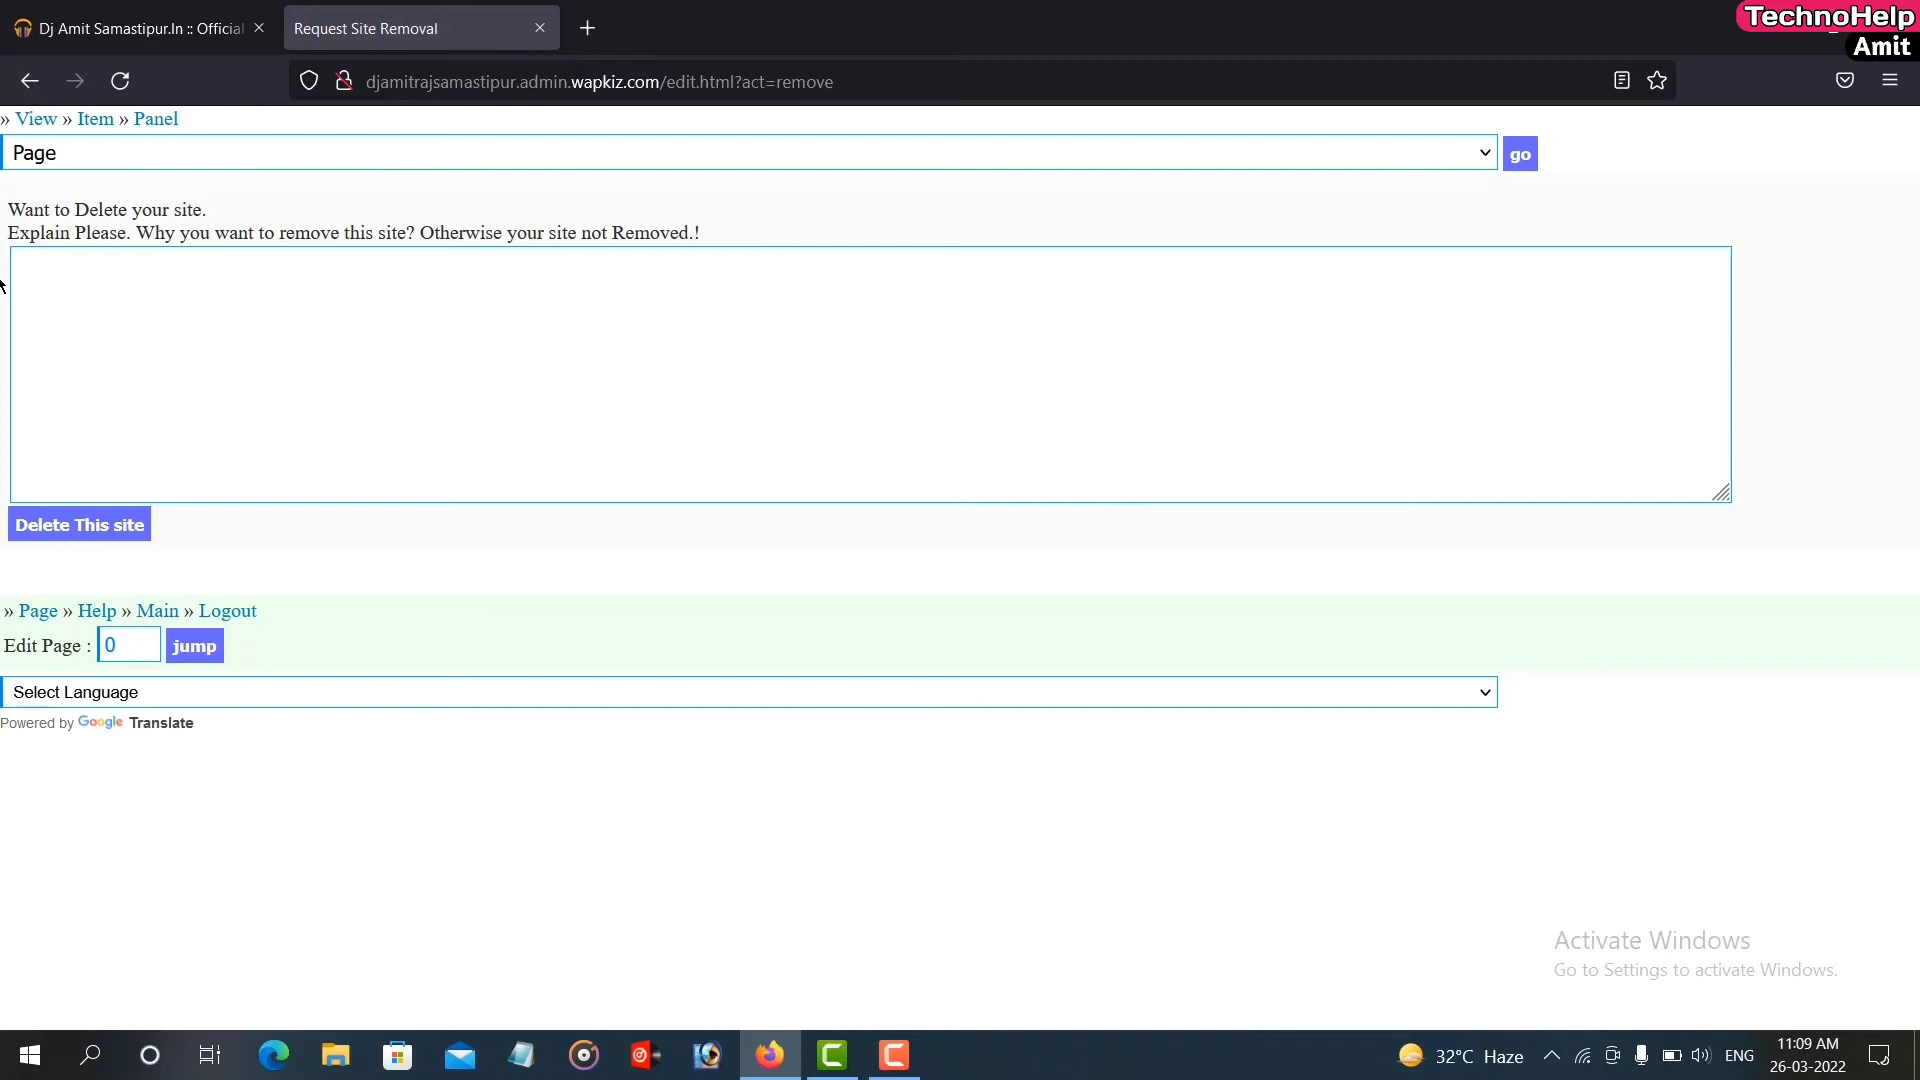 Dj Amit Samastipur.In :: Official
Request Site Removal
TechnoHelp
Amit
djamitrajsamastipur.admin.wapkiz.com/edit.html?act=remove
» View » Item » Panel
Page
go
Want to Delete your site.
Explain Please. Why you want to remove this site? Otherwise your site not Removed.!
Delete This site
» Page » Help » Main » Logout
Edit Page : 0 jump
Select Language
Powered by Google Translate
Activate Windows
Go to Settings to activate Windows.
32°C Haze
ENG
11:09 AM
26-03-2022